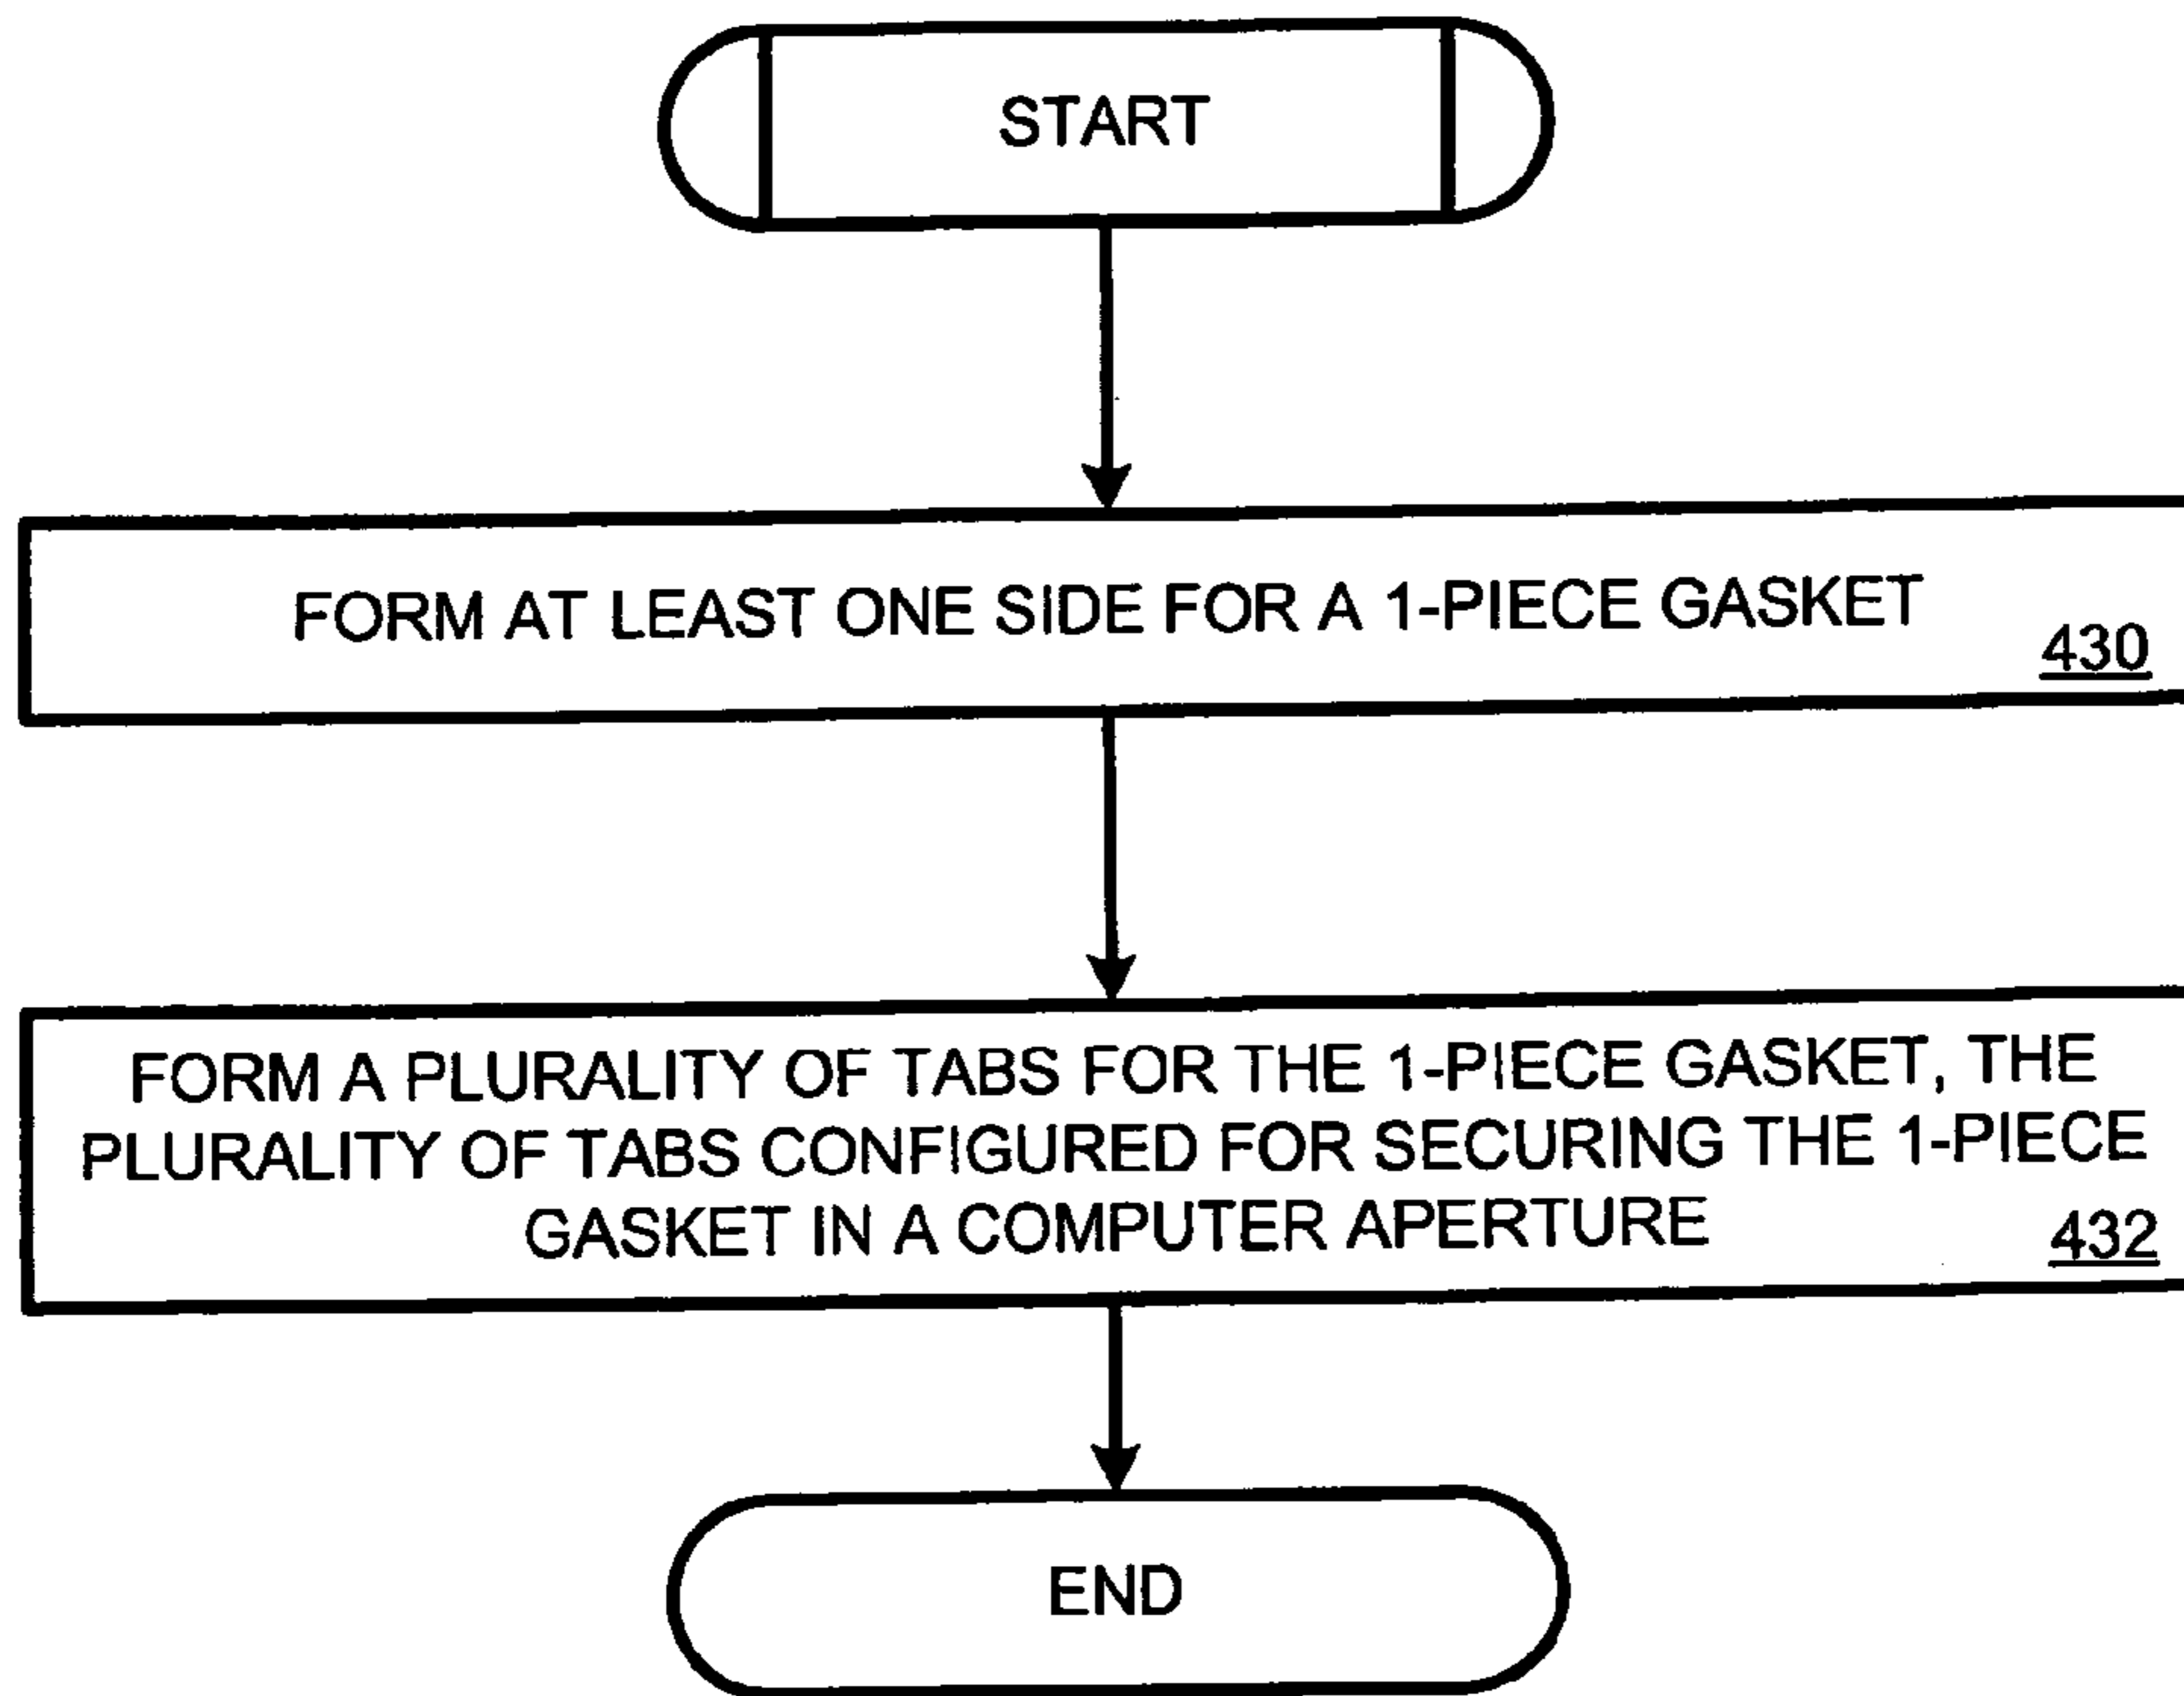 START
FORM AT LEAST ONE SIDE FOR A 1-PIECE GASKET
430
FORM A PLURALITY OF TABS FOR THE 1-PIECE GASKET, THE
PLURALITY OF TABS CONFIGURED FOR SECURING THE 1-PIECE
GASKET IN A COMPUTER APERTURE
432
END